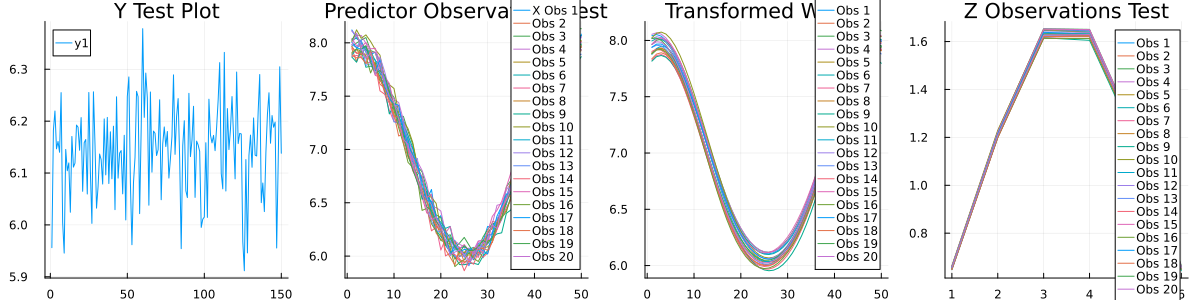 Y Test Plot
y1
6.3
6.2
6.1
6.0
5.9
0
50
100
150
Predictor Observa est
X Obs 1
Obs 2
Obs 3
Obs 4
Obs 5
Obs 6
Obs 7
Obs 8
Obs 9
Obs 10
Obs 11
Obs 12
Obs 13
Obs 14
Obs 15
Obs 16
Obs 17
Obs 18
Obs 19
Obs 20
8.0
7.5
7.0
6.5
6.0
0
10
20
30
40
50
Transformed W
Obs 1
Obs 2
Obs 3
Obs 4
Obs 5
Obs 6
Obs 7
Obs 8
Obs 9
Obs 10
Obs 11
Obs 12
Obs 13
Obs 14
Obs 15
Obs 16
Obs 17
Obs 18
Obs 19
Obs 20
8.0
7.5
7.0
6.5
6.0
0
10
20
30
40
50
Z Observations Test
Obs 1
Obs 2
Obs 3
Obs 4
Obs 5
Obs 6
Obs 7
Obs 8
Obs 9
Obs 10
Obs 11
Obs 12
Obs 13
Obs 14
Obs 15
Obs 16
Obs 17
Obs 18
Obs 19
Obs 20
1.6
1.4
1.2
1.0
0.8
1
2
3
4